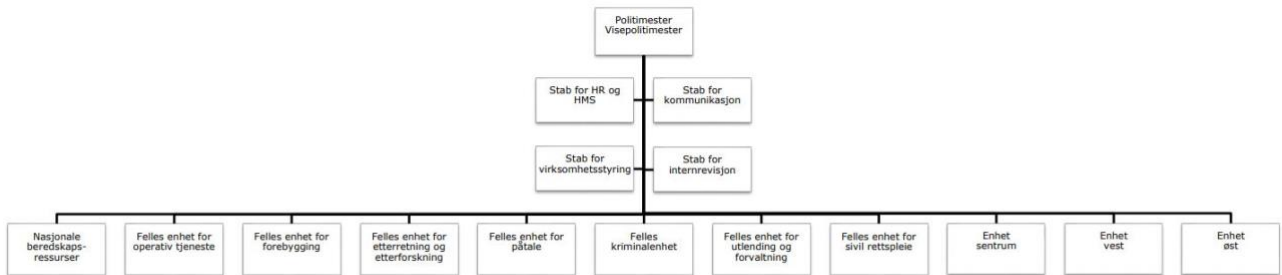 Politimester
Visepolitimester
Stab for HR og
HMS
Stab for
kommunikasjon
Stab for
virksomhetsstyring
Stab for
internrevisjon
Nasjonale
beredskaps-
ressurser
Felles enhet for
operativ tjeneste
Felles enhet for
forebygging
Felles enhet for
etterretning og
etterforskning
Felles enhet for
påtale
Felles
kriminalenhet
Felles enhet for
utlending og
forvaltning
Felles enhet for
sivil rettspleie
Enhet
sentrum
Enhet
vest
Enhet
øst